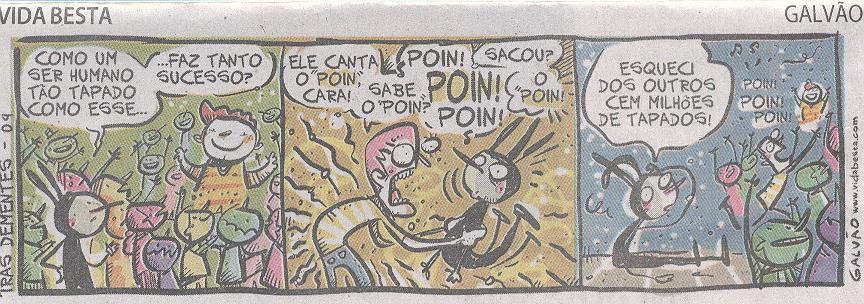 VIDA BESTA
GALVÃO
COMO UM
SER HUMANO
TÃO TAPADO
COMO ESSE...
...FAZ TANTO
SUCESSO?
ELE CANTA
O "POIN",
CARA!
SABE
O "POIN?
POIN!
POIN!
POIN!
SACOU?
O
"POIN!
ESQUECI
DOS OUTROS
CEM MILHÕES
DE TAPADOS!
POIN!
POIN!
POIN!
TRAS DEMENTES - 09
GALVÃO www.vidabesta.com